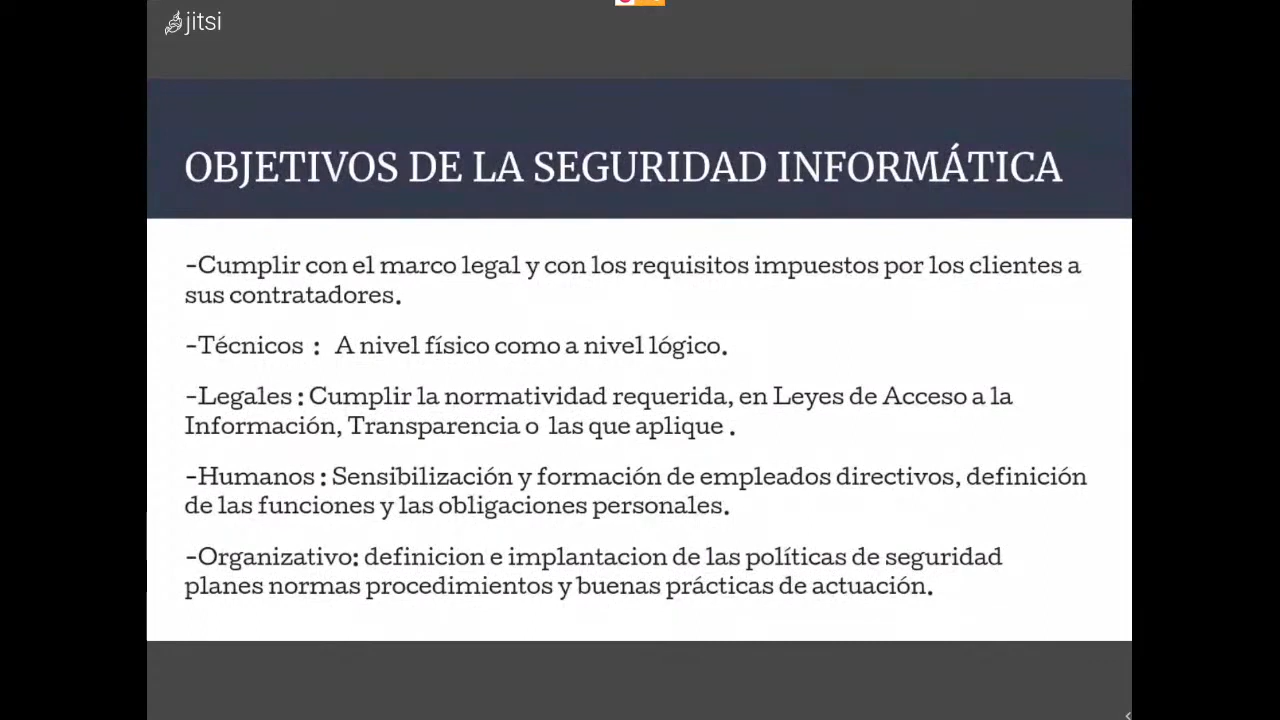 jitsi
OBJETIVOS DE LA SEGURIDAD INFORMÁTICA
-Cumplir con el marco legal y con los requisitos impuestos por los clientes a
sus contratadores.
-Técnicos : A nivel físico como a nivel lógico.
-Legales : Cumplir la normatividad requerida, en Leyes de Acceso a la
Información, Transparencia o las que aplique .
-Humanos : Sensibilización y formación de empleados directivos, definición
de las funciones y las obligaciones personales.
-Organizativo: definicion e implantacion de las políticas de seguridad
planes normas procedimientos y buenas prácticas de actuación.